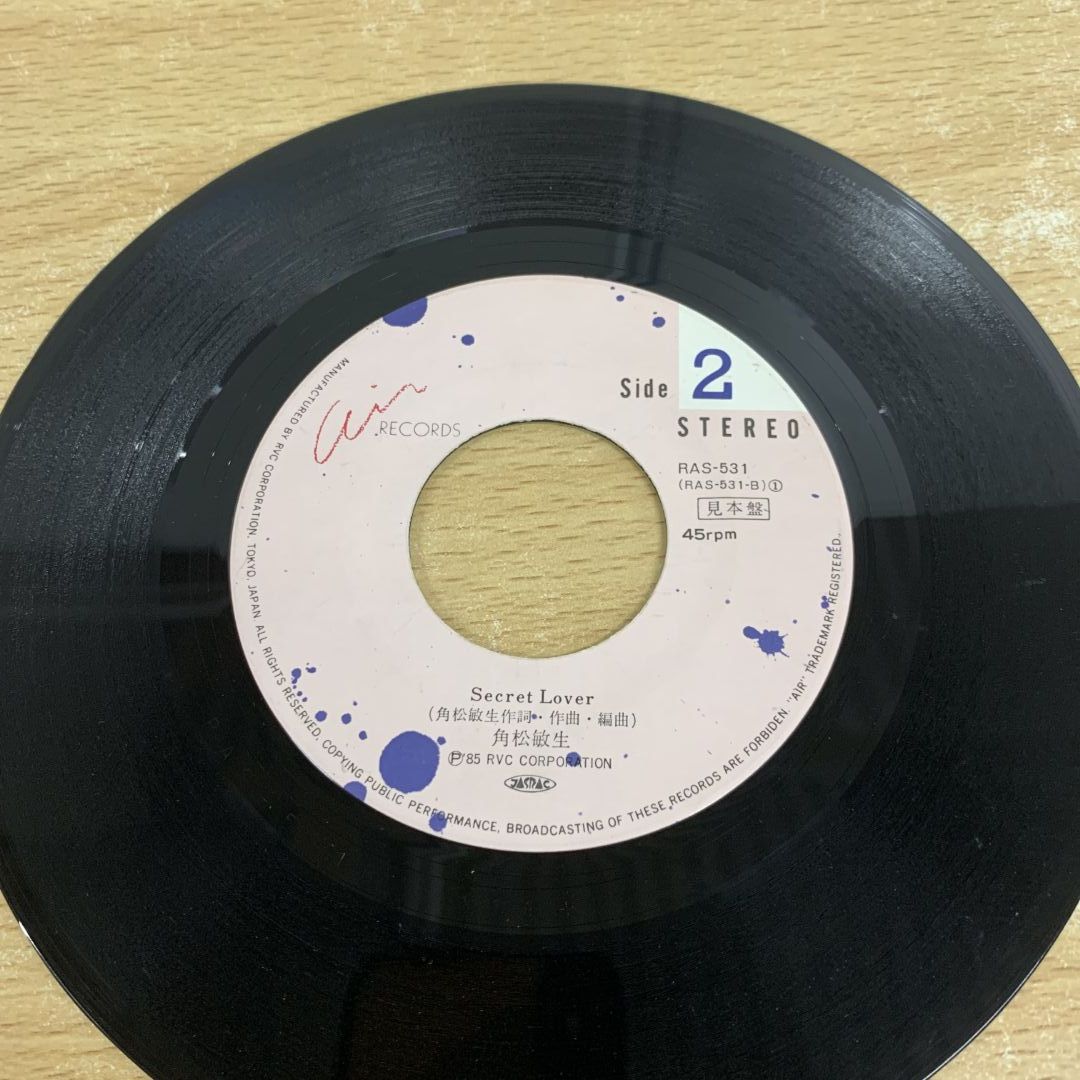 Air
RECORDS
Side 2
STEREO
RAS-531
(RAS-531-B)①
見本盤
45rpm
Secret Lover
(角松敏生作詞・作曲・編曲)
角松敏生
Ⓟ'85 RVC CORPORATION
JASRAC
MANUFACTURED BY RVC CORPORATION, TOKYO, JAPAN. ALL RIGHTS RESERVED, COPYING PUBLIC PERFORMANCE, BROADCASTING OF THESE RECORDS ARE FORBIDDEN. "AIR" TRADEMARK REGISTERED.